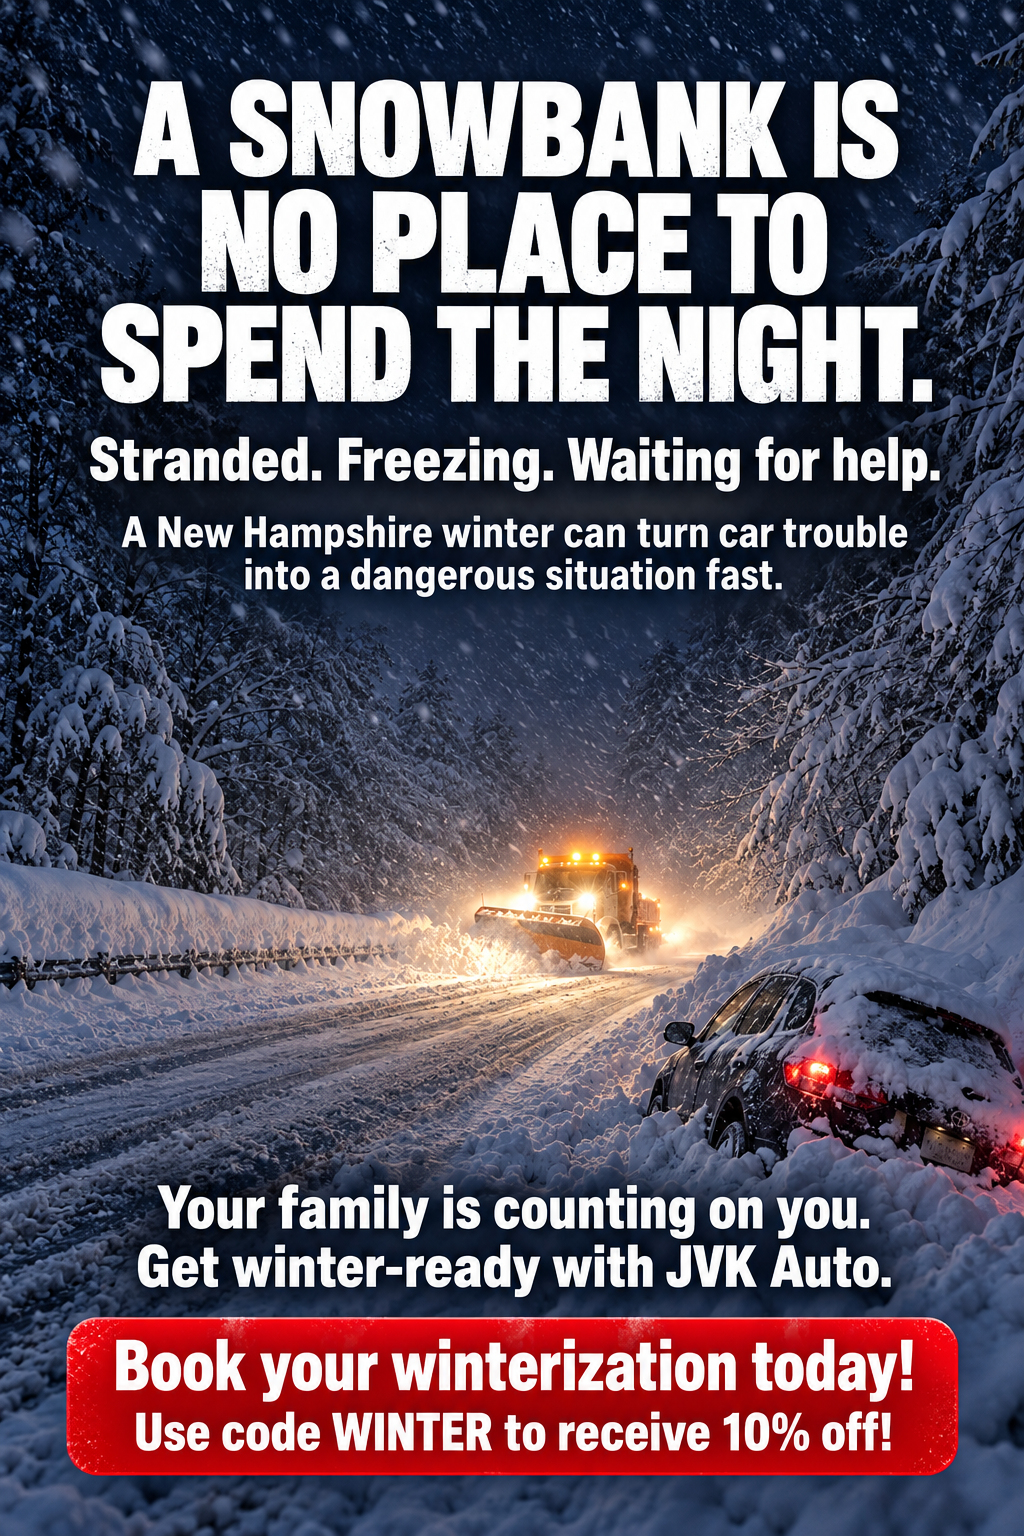 A SNOWBANK IS
NO PLACE TO
SPEND THE NIGHT.
Stranded. Freezing. Waiting for help.
A New Hampshire winter can turn car trouble
into a dangerous situation fast.
Your family is counting on you.
Get winter-ready with JVK Auto.
Book your winterization today!
Use code WINTER to receive 10% off!